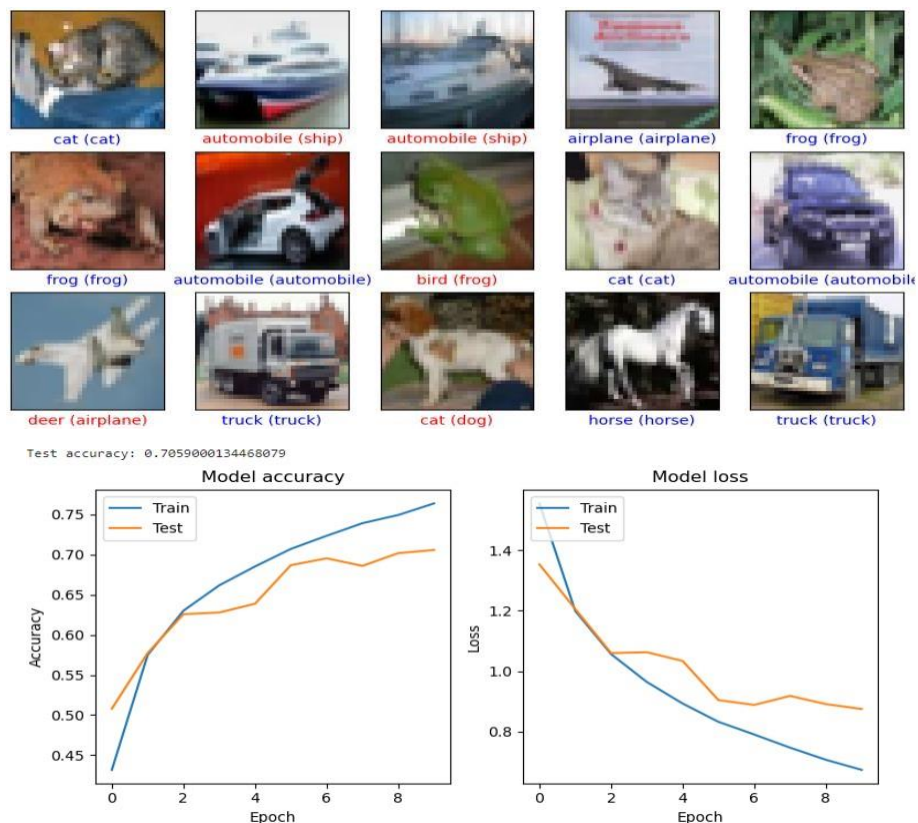 cat (cat)
automobile (ship)
automobile (ship)
airplane (airplane)
frog (frog)
frog (frog)
automobile (automobile)
bird (frog)
cat (cat)
automobile (automobile
deer (airplane)
truck (truck)
cat (dog)
horse (horse)
truck (truck)
Test accuracy: 0.7059000134468079
Model accuracy
Train
Test
0.75
0.70
0.65
0.60
0.55
0.50
0.45
Accuracy
0 2 4 6 8
Epoch
Model loss
Train
Test
1.4
1.2
1.0
0.8
Loss
0 2 4 6 8
Epoch